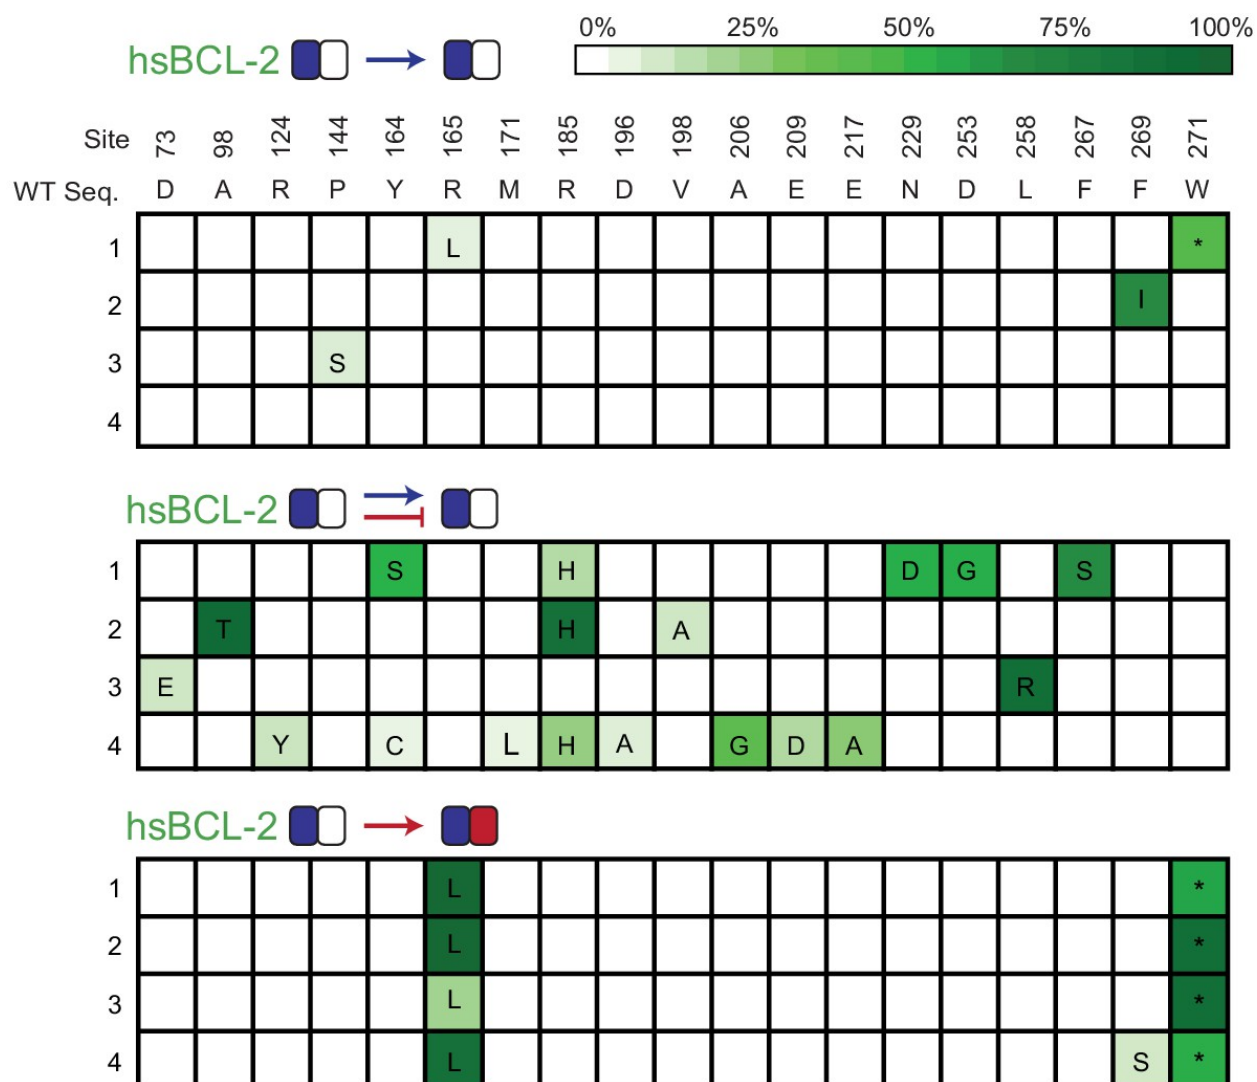 0% 25% 50% 75% 100%
hsBCL-2
Site 73 98 124 144 164 165 171 185 196 198 206 209 217 229 253 258 267 269 271
WT Seq. D A R P Y R M R D V A E E N D L F F W
1 L *
2 I
3 S
4
hsBCL-2
1 S H D G S
2 T H A
3 E R
4 Y C L H A G D A
hsBCL-2
1 L *
2 L *
3 L *
4 L S *